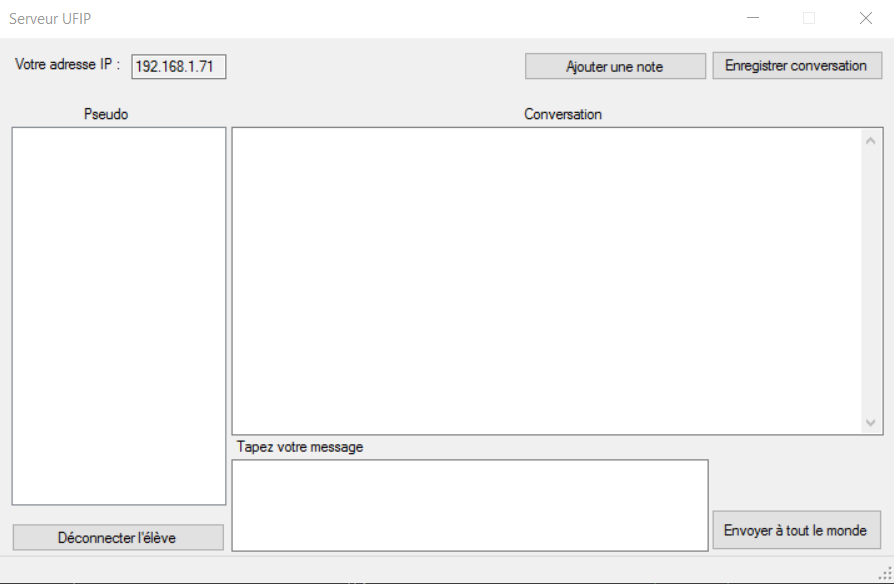 Serveur UFIP
Votre adresse IP : 192.168.1.71
Ajouter une note
Enregistrer conversation
Pseudo
Conversation
Tapez votre message
Déconnecter l'élève
Envoyer à tout le monde